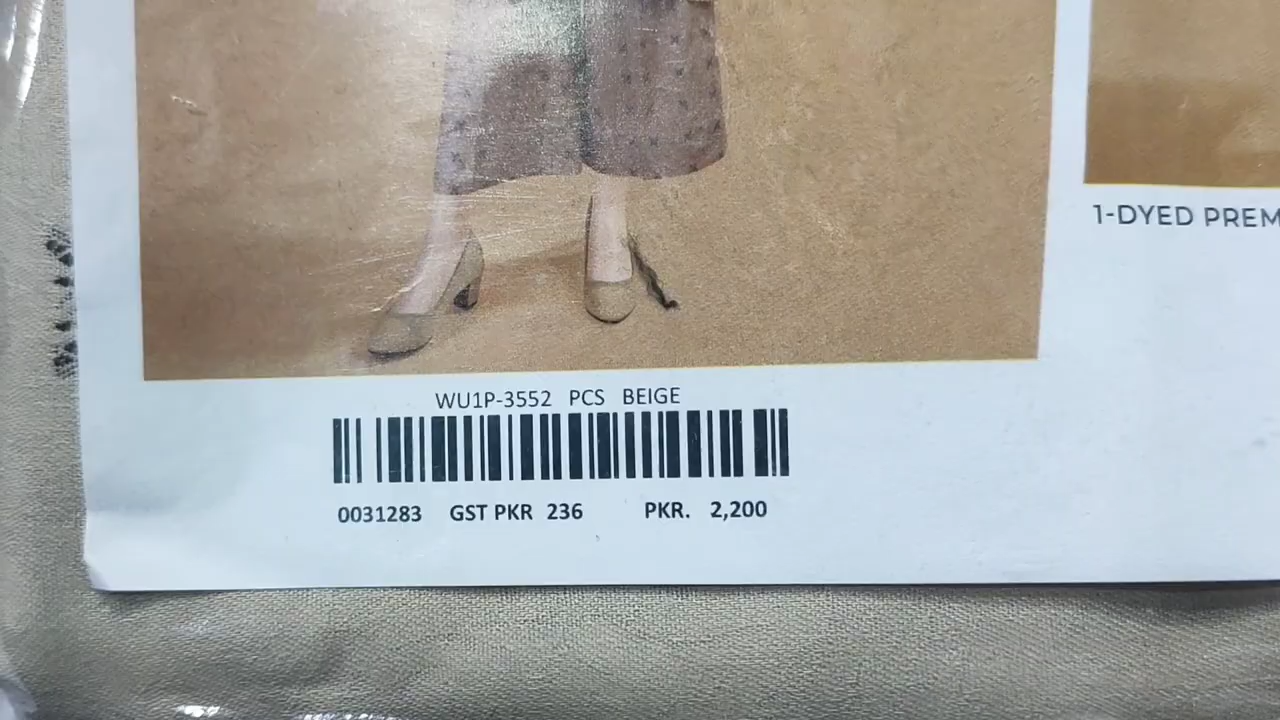 1-DYED PREM
WU1P-3552 PCS BEIGE
0031283 GST PKR 236 PKR. 2,200